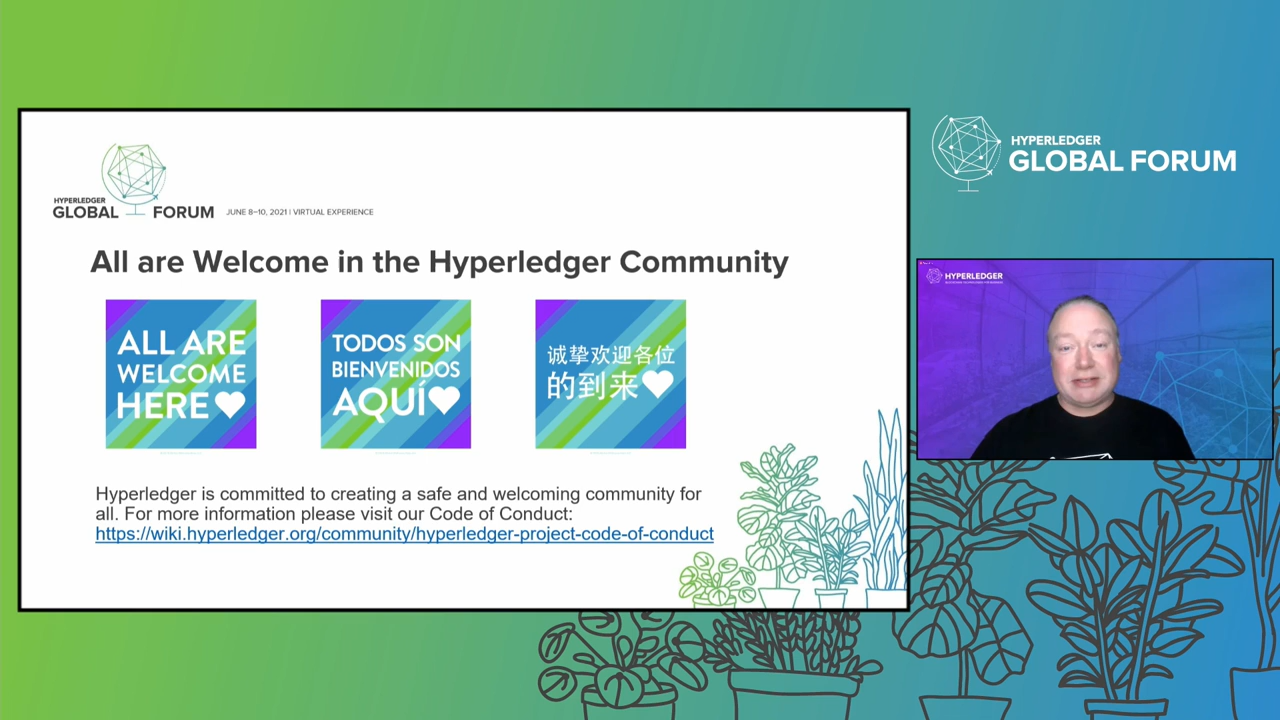 HYPERLEDGER
GLOBAL FORUM
JUNE 8–10, 2021 | VIRTUAL EXPERIENCE
All are Welcome in the Hyperledger Community
ALL ARE
WELCOME
HERE
TODOS SON
BIENVENIDOS
AQUÍ
诚挚欢迎各位
的到来
Hyperledger is committed to creating a safe and welcoming community for
all. For more information please visit our Code of Conduct:
https://wiki.hyperledger.org/community/hyperledger-project-code-of-conduct
HYPERLEDGER
GLOBAL FORUM
HYPERLEDGER